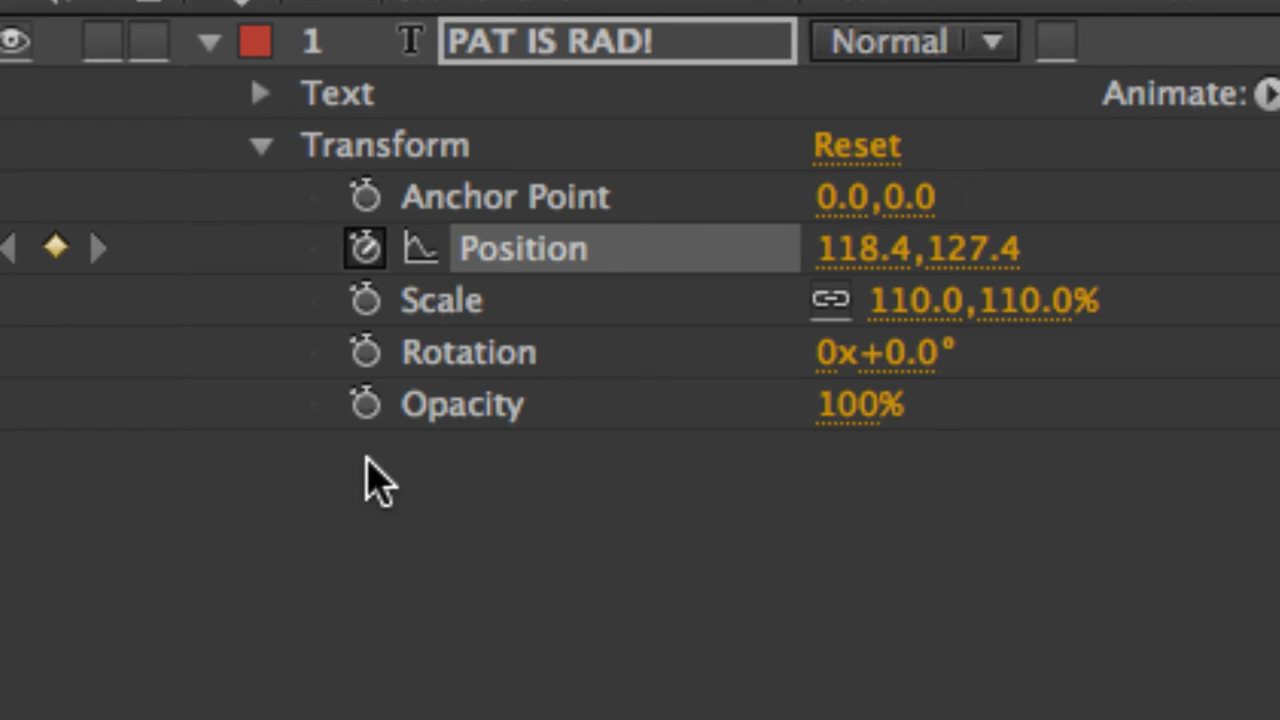 1 T PAT IS RAD! Normal
Text Animate:
Transform Reset
Anchor Point 0.0,0.0
Position 118.4,127.4
Scale 110.0,110.0%
Rotation 0x+0.0°
Opacity 100%